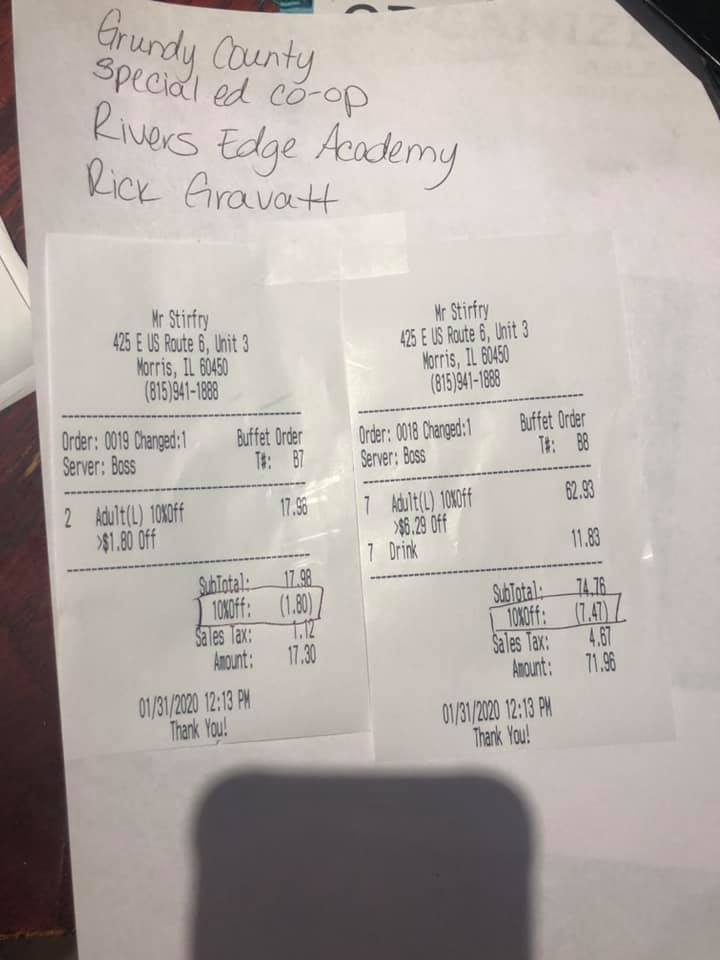 Grundy County
special ed co-op
Rivers Edge Academy
Rick Gravatt
Mr Stirfry
425 E US Route 6, Unit 3
Morris, IL 60450
(815)941-1888
Order: 0019 Changed:1 Buffet Order
Server: Boss T#: B7
2 Adult(L) 10%Off 17.98
>$1.80 Off
SubTotal: 17.98
10%Off: (1.80)
Sales Tax: 1.12
Amount: 17.30
01/31/2020 12:13 PM
Thank You!
Mr Stirfry
425 E US Route 6, Unit 3
Morris, IL 60450
(815)941-1888
Order: 0018 Changed:1 Buffet Order
Server: Boss T#: B8
7 Adult(L) 10%Off 62.93
>$6.29 Off
7 Drink 11.83
SubTotal: 74.76
10%Off: (7.47)
Sales Tax: 4.67
Amount: 71.96
01/31/2020 12:13 PM
Thank You!